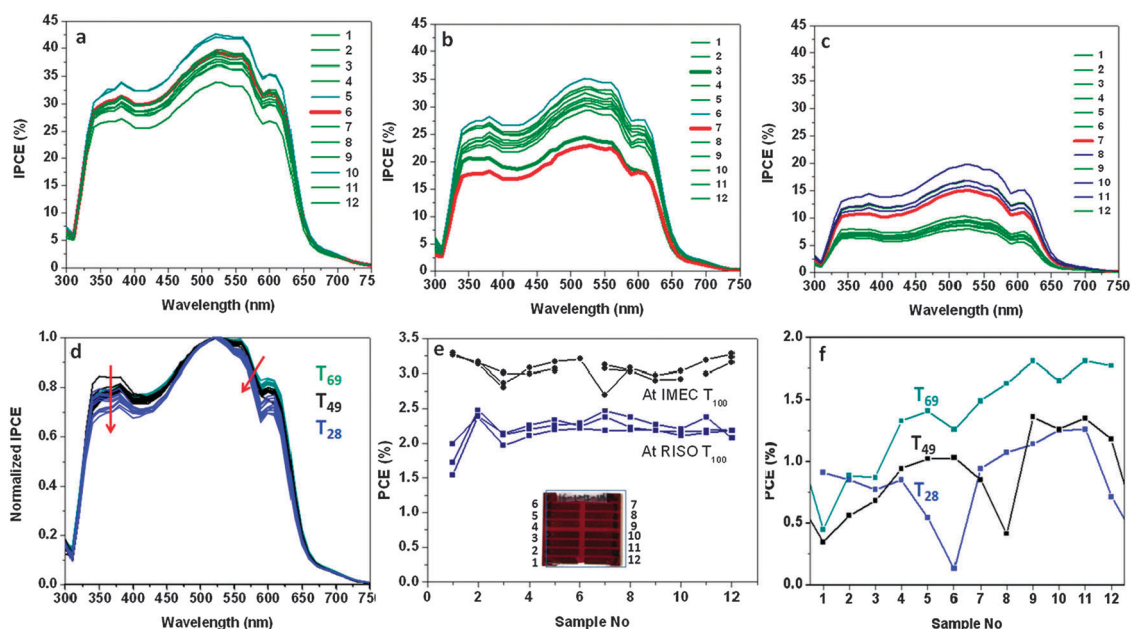 a
IPCE (%)
45
40
35
30
25
20
15
10
5
0
300 350 400 450 500 550 600 650 700 750
Wavelength (nm)
1
2
3
4
5
6
7
8
9
10
11
12
b
IPCE (%)
45
40
35
30
25
20
15
10
5
0
300 350 400 450 500 550 600 650 700 750
Wavelength (nm)
1
2
3
4
5
6
7
8
9
10
11
12
c
IPCE (%)
45
40
35
30
25
20
15
10
5
0
300 350 400 450 500 550 600 650 700 750
Wavelength (nm)
1
2
3
4
5
6
7
8
9
10
11
12
d
Normalized IPCE
1.0
0.8
0.6
0.4
0.2
0.0
300 350 400 450 500 550 600 650 700 750
Wavelength (nm)
T69
T49
T28
e
PCE (%)
3.5
3.0
2.5
2.0
1.5
1.0
0.5
0.0
0 2 4 6 8 10 12
Sample No
At IMEC T100
At RISO T100
6 7
5 8
4 9
3 10
2 11
1 12
f
PCE (%)
2.0
1.5
1.0
0.5
0.0
1 2 3 4 5 6 7 8 9 10 11 12
Sample No
T69
T49
T28